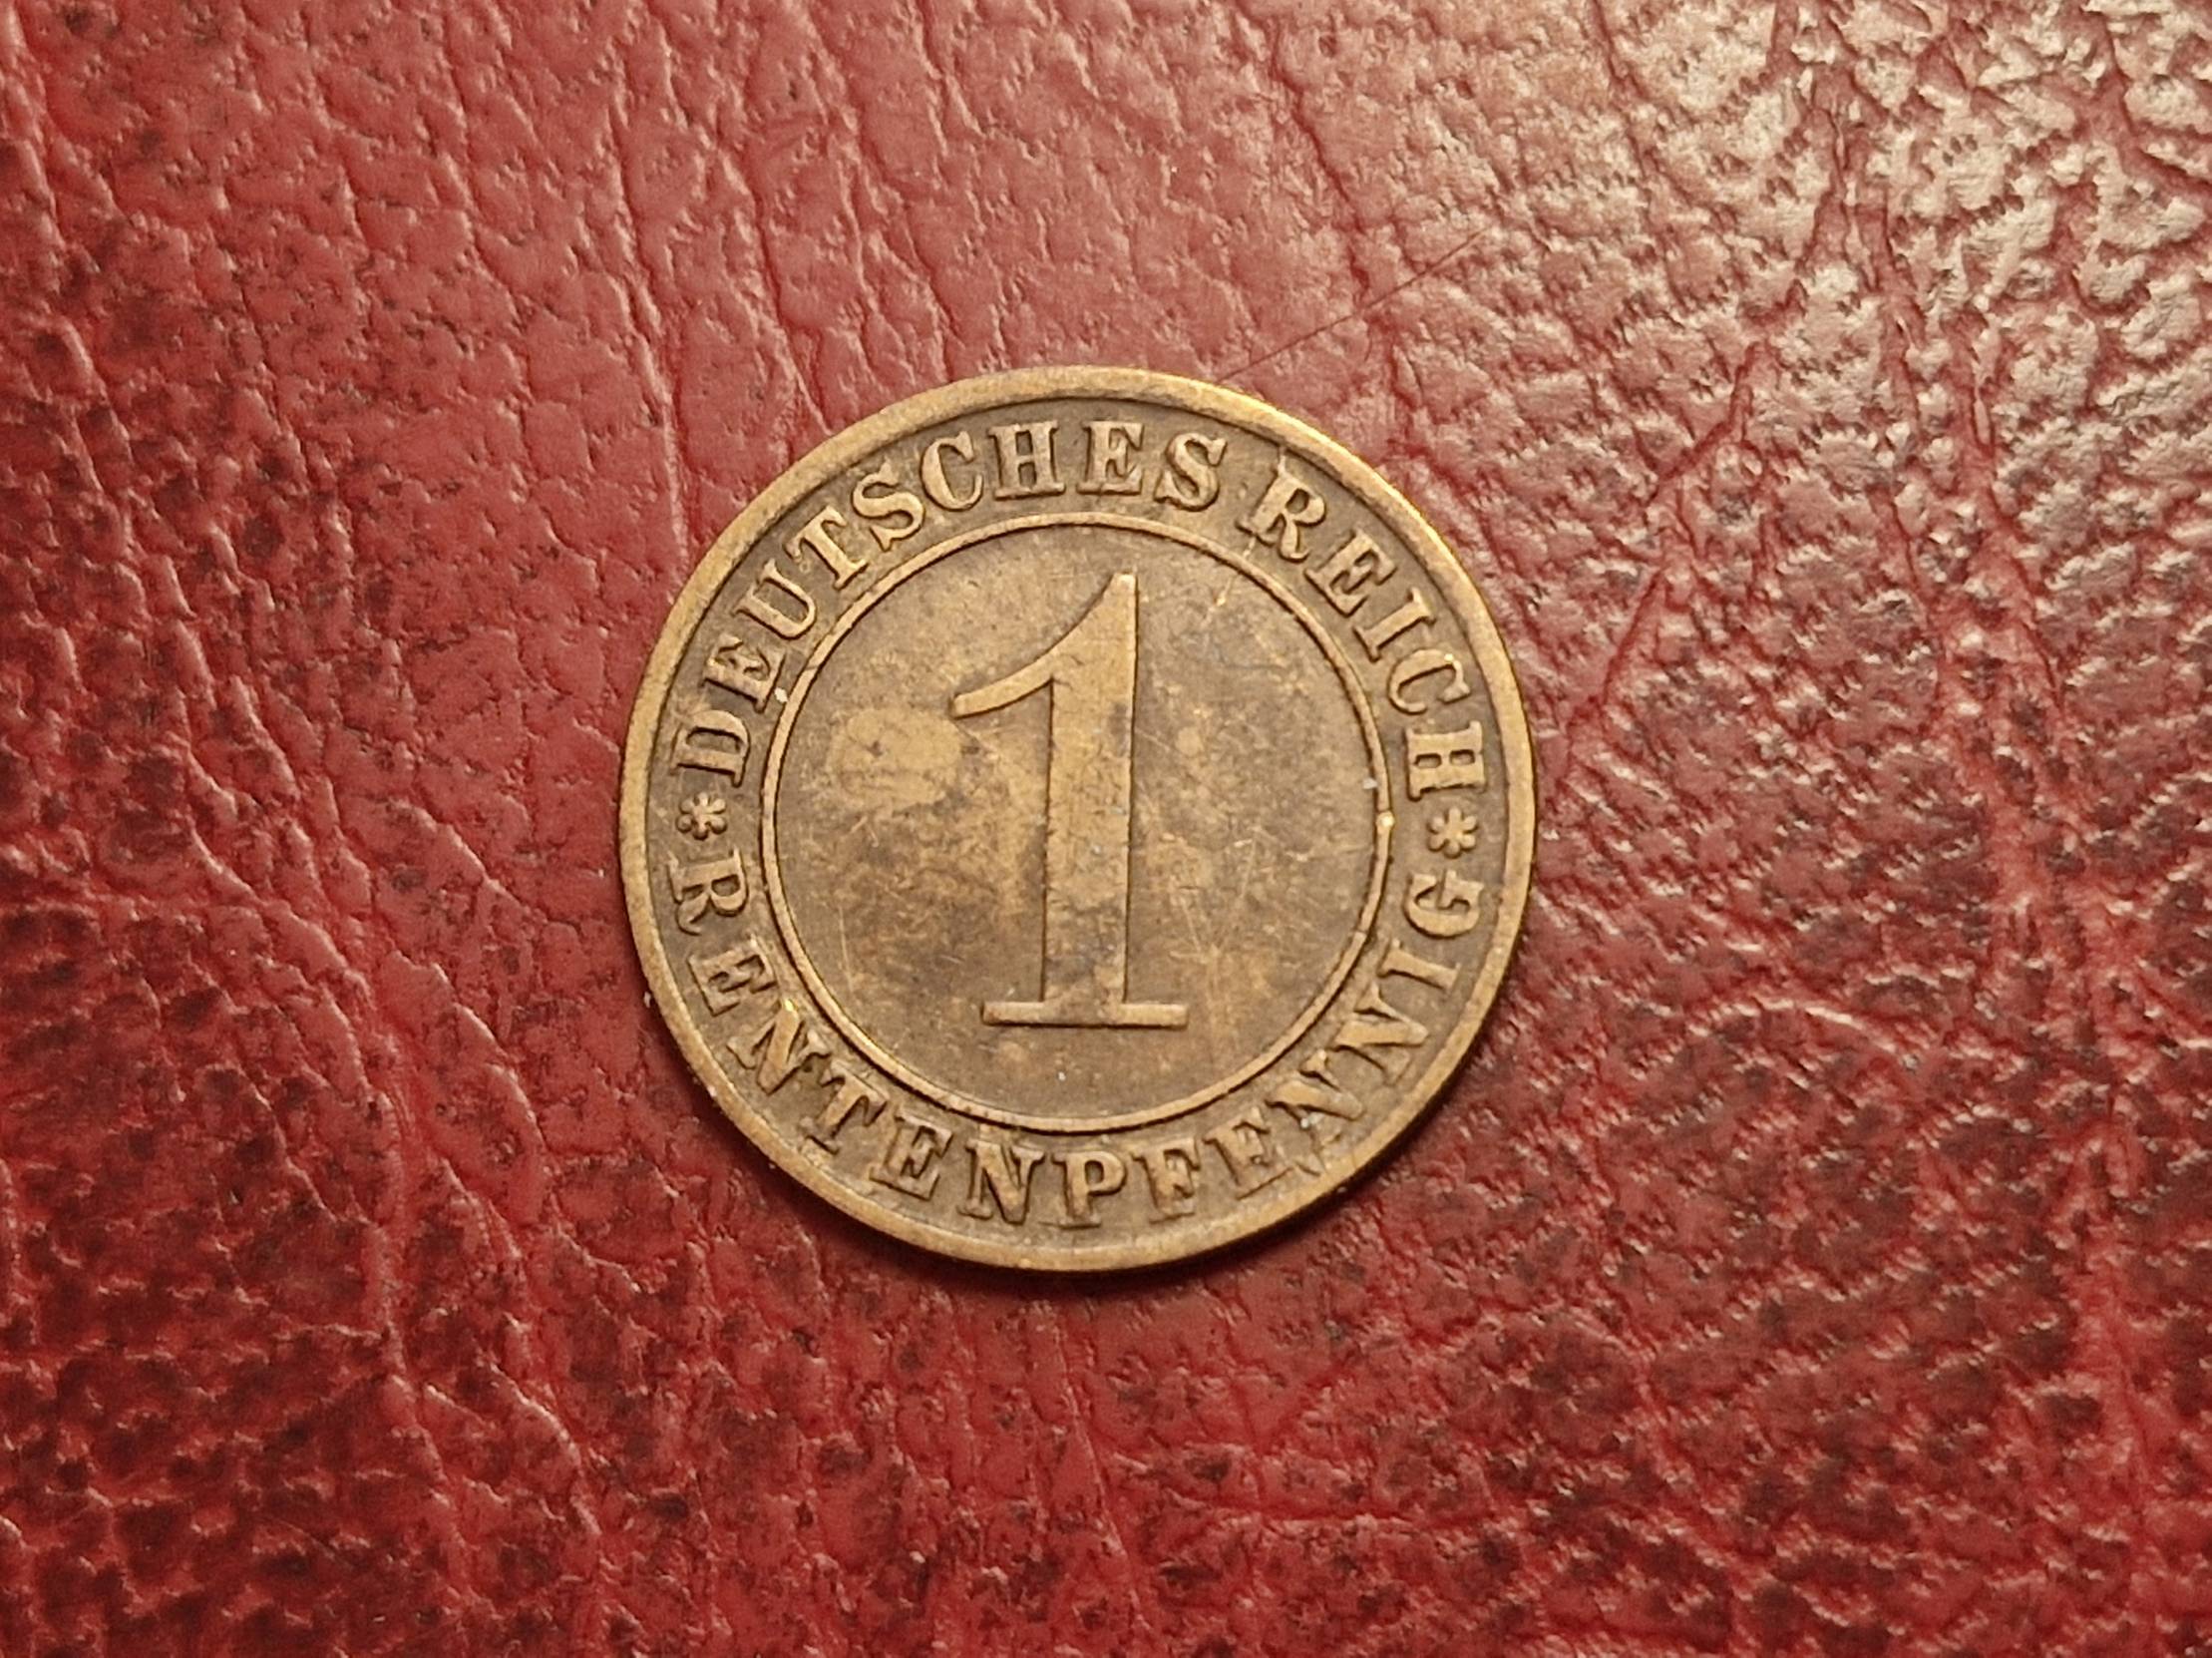 DEUTSCHES REICH
1
* RENTENPFENNIG *